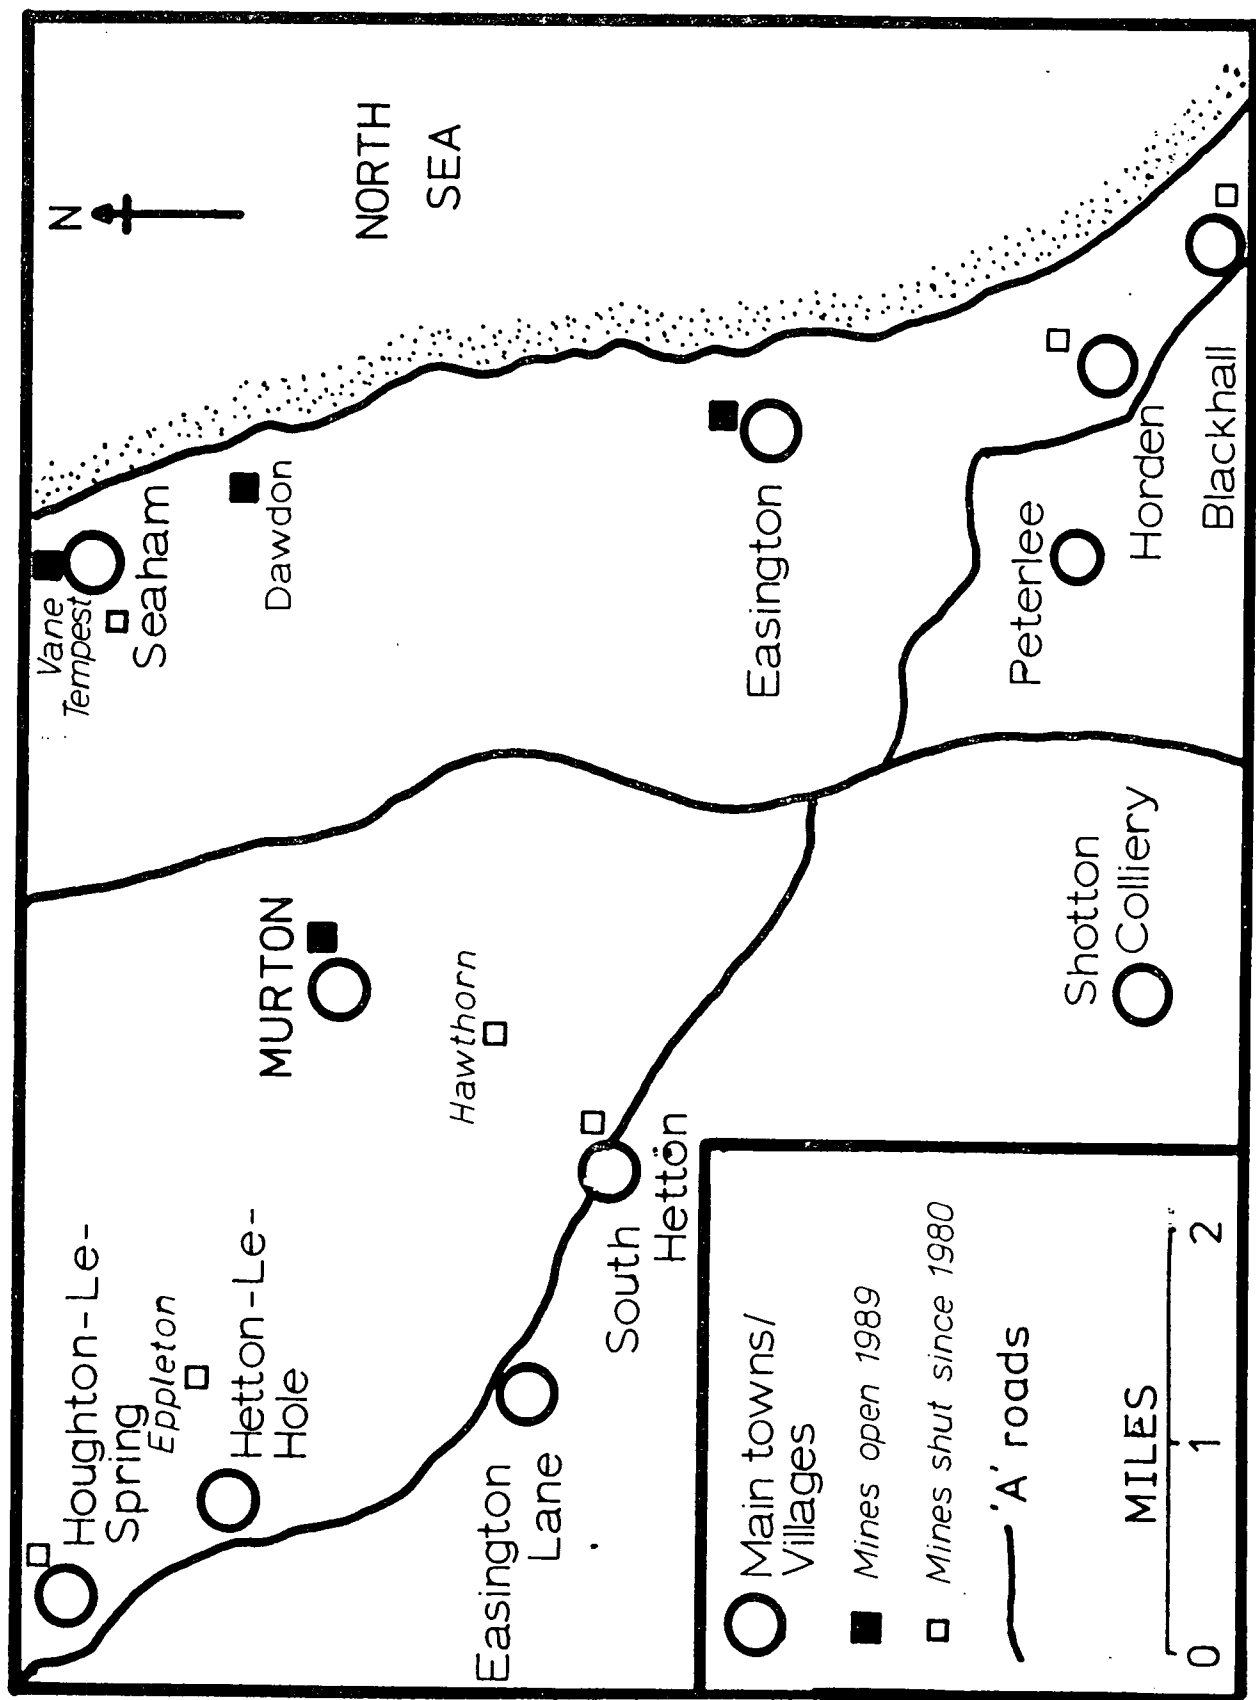 Houghton-Le-
Spring
Eppleton
Hetton-Le-
Hole
Easington
Lane
South
Hetton
Hawthorn
MURTON
Vane
Tempest
Seaham
Dawdon
N
NORTH
SEA
Easington
Peterlee
Horden
Blackhall
Shotton
Colliery
Main towns/
Villages
Mines open 1989
Mines shut since 1980
'A' roads
MILES
0 1 2